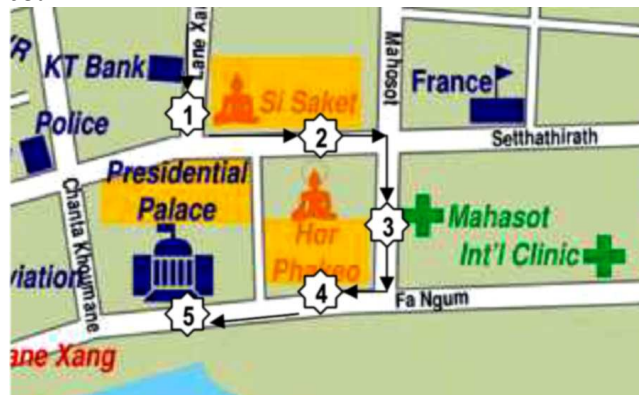 Lane Xa
Mahosot
KT Bank
Si Saket
France
1
2
Setthathirath
Police
Presidential
Palace
Chanta Khoumane
Hor
Phakeo
3
Mahasot
Int'l Clinic
4
Fa Ngum
5
viation
ane Xang